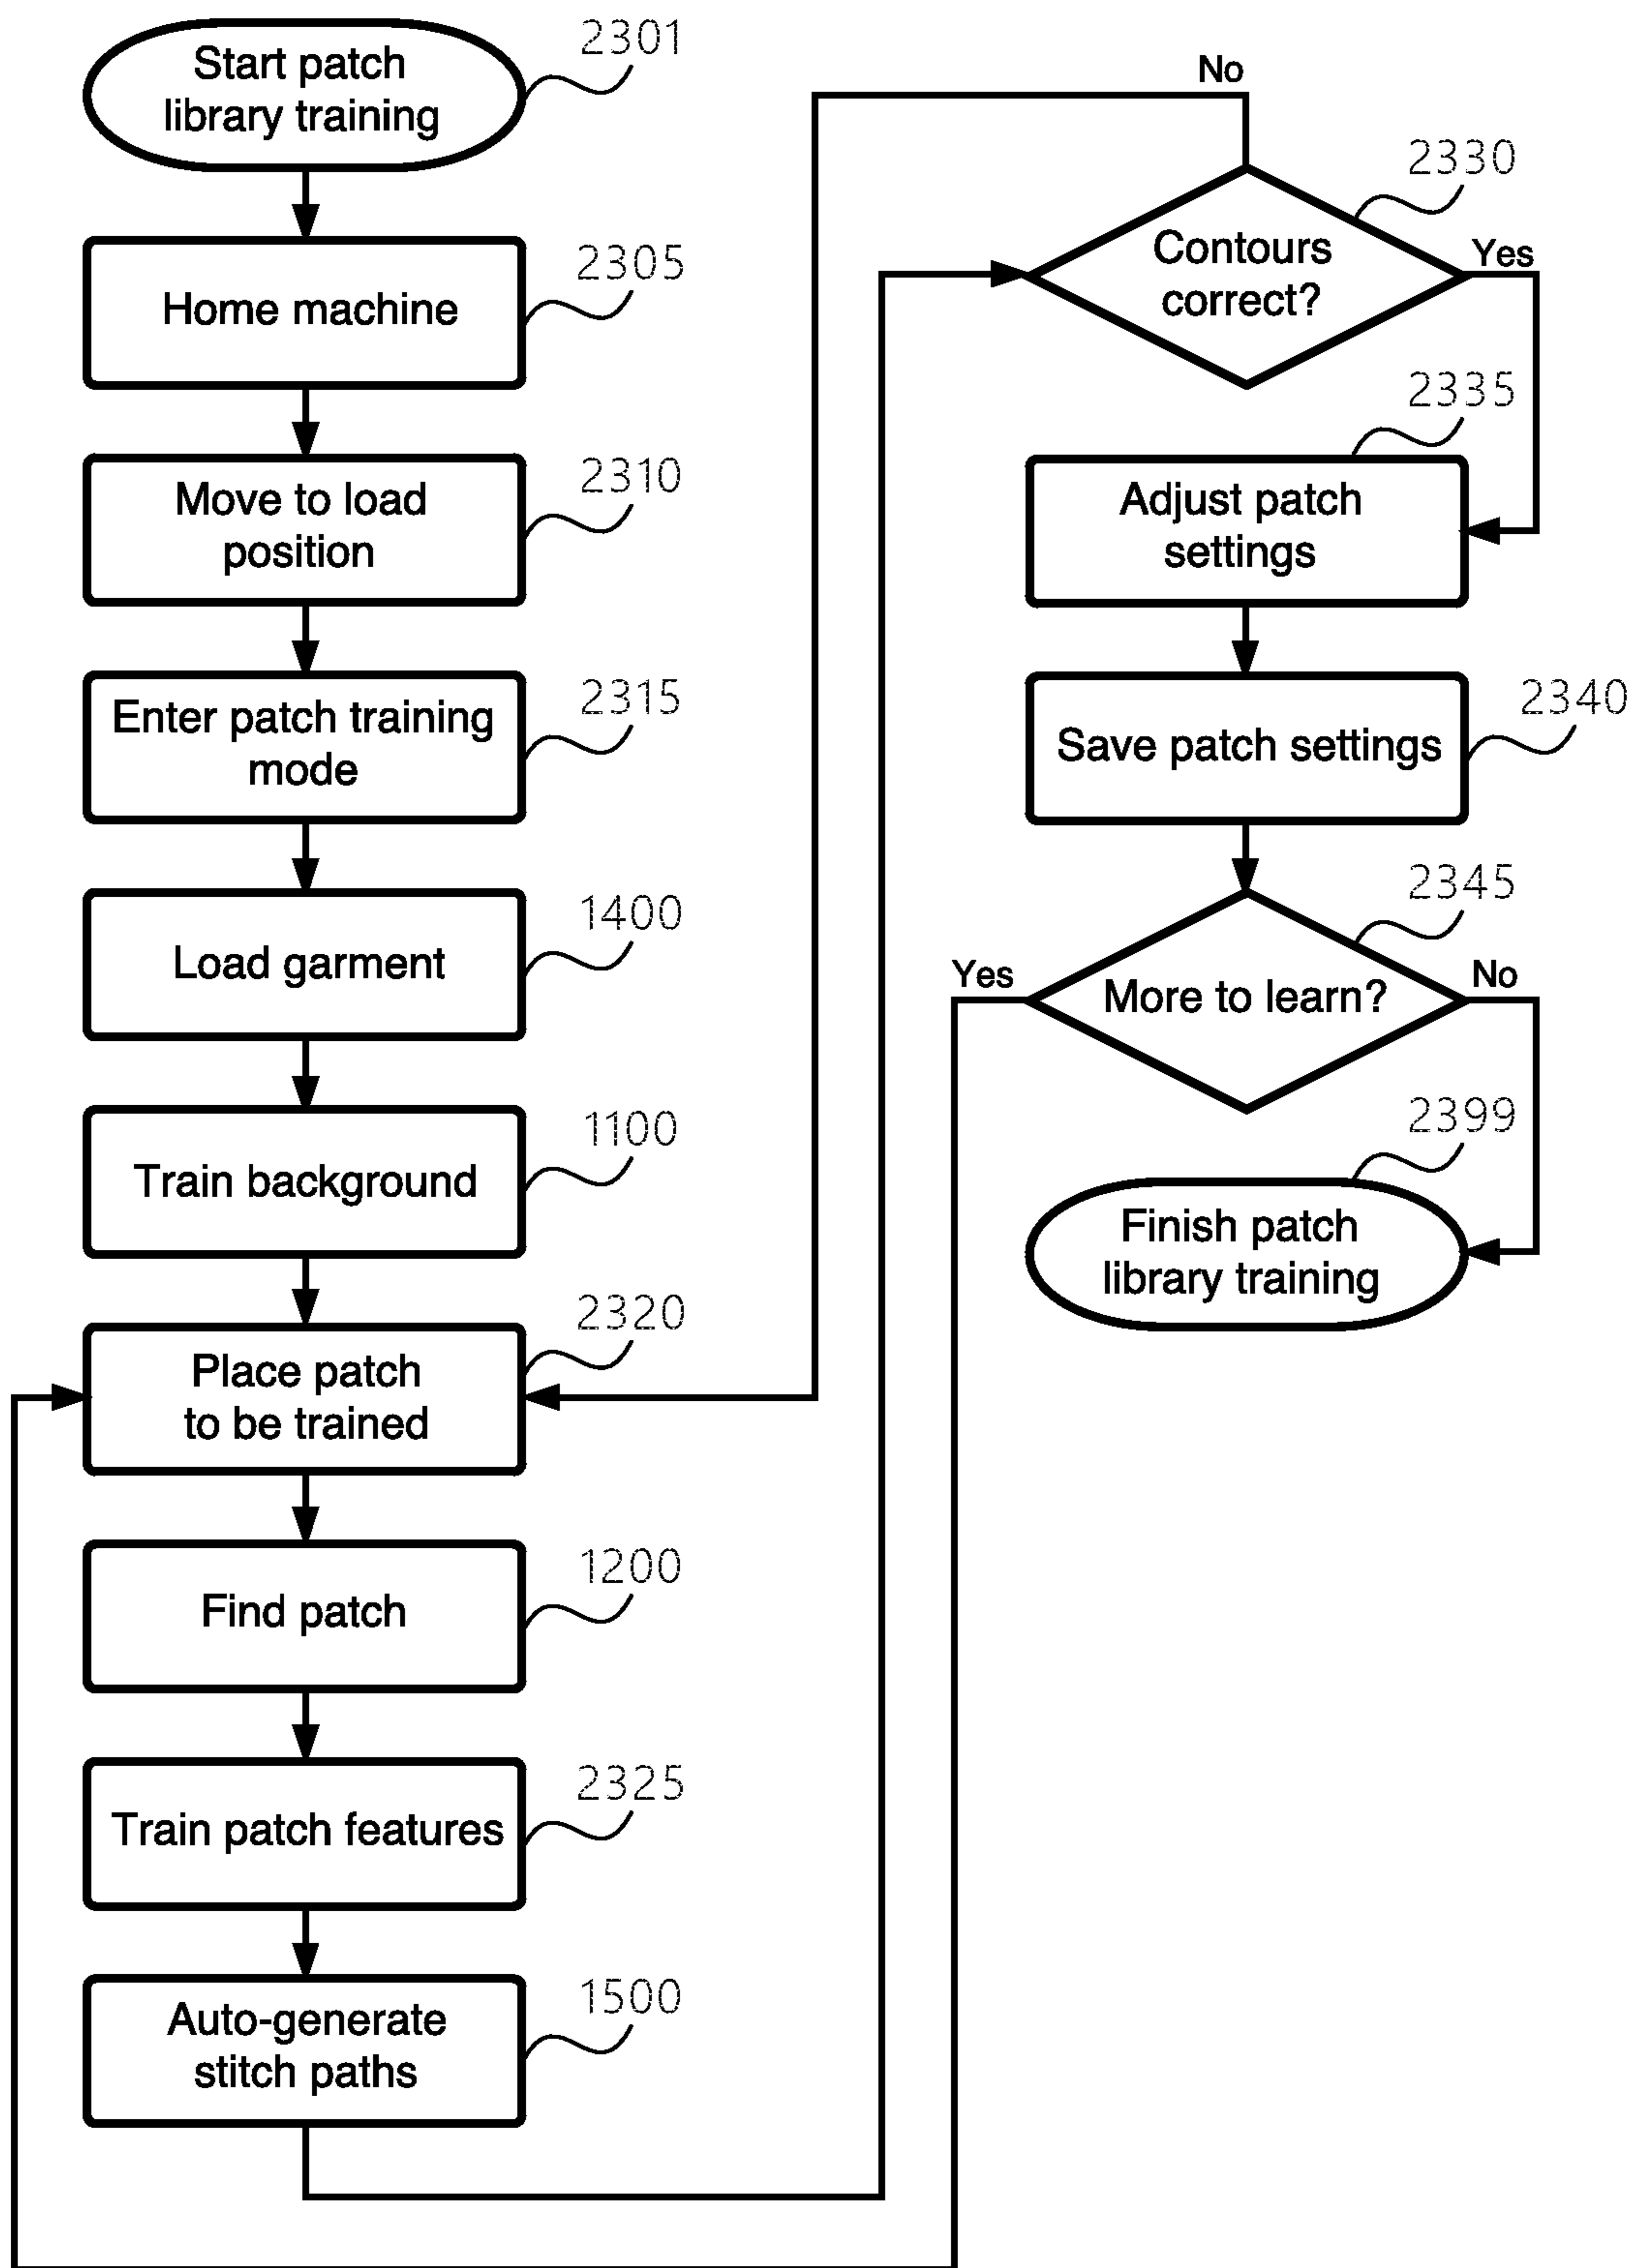 Start patch
library training
2301
Home machine
2305
Move to load
position
2310
Enter patch training
mode
2315
Load garment
1400
Train background
1100
Place patch
to be trained
2320
Find patch
1200
Train patch features
2325
Auto-generate
stitch paths
1500
No
2330
Contours
correct?
Yes
2335
Adjust patch
settings
2340
Save patch settings
2345
Yes
More to learn?
No
2399
Finish patch
library training